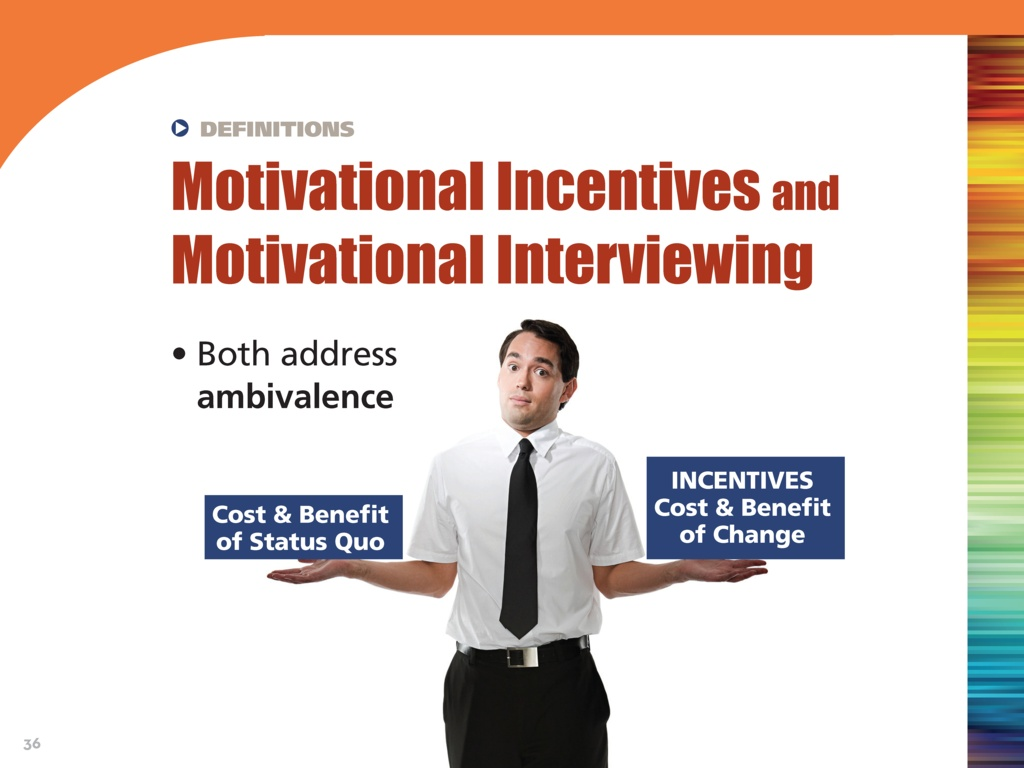 DEFINITIONS
Motivational Incentives and
Motivational Interviewing
• Both address
ambivalence
Cost & Benefit
of Status Quo
INCENTIVES
Cost & Benefit
of Change
36